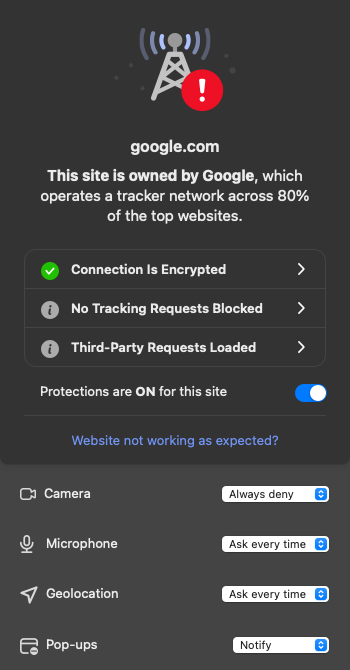 google.com
This site is owned by Google, which
operates a tracker network across 80%
of the top websites.
Connection Is Encrypted
No Tracking Requests Blocked
Third-Party Requests Loaded
Protections are ON for this site
Website not working as expected?
Camera Always deny
Microphone Ask every time
Geolocation Ask every time
Pop-ups Notify